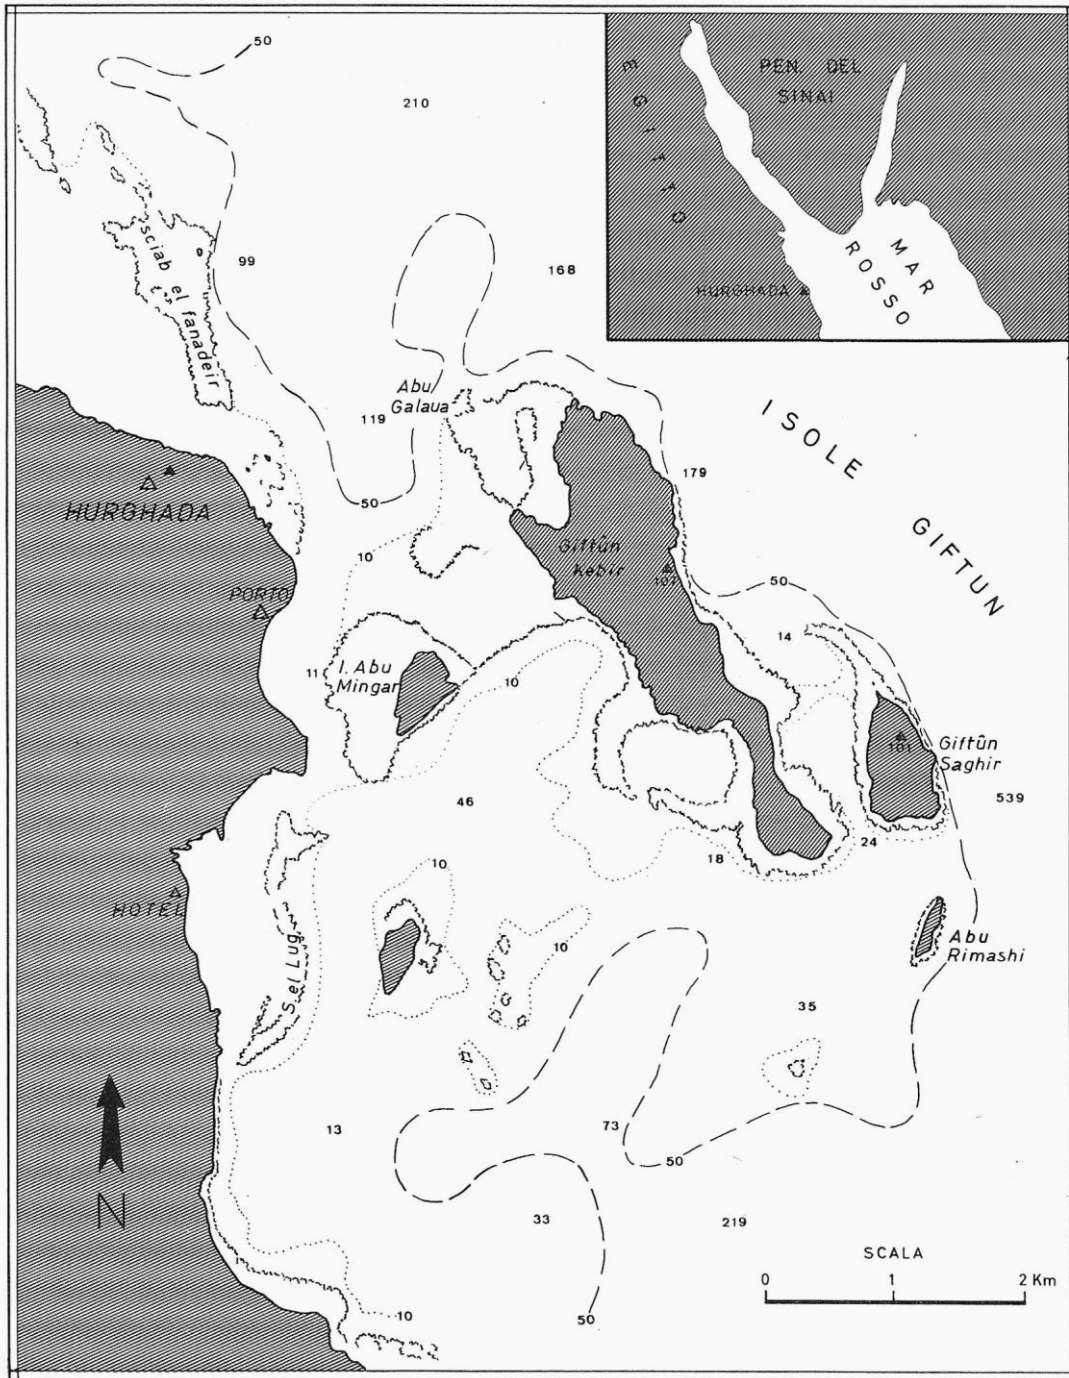 50
210
EGITTO
PEN. DEL
SINAI
MAR
ROSSO
HURGHADA
sciab el fanadeir
99
168
Abu
Galaua
119
ISOLE
GIFTUN
179
50
HURGHADA
10
Giftûn
Kebir
107
50
PORTO
14
11
I. Abu
Mingar
10
101
Giftûn
Saghir
46
539
18
24
10
HOTEL
S. el Lug
10
Abu
Rimashi
35
13
73
50
N
33
219
SCALA
0
1
2 Km
10
50